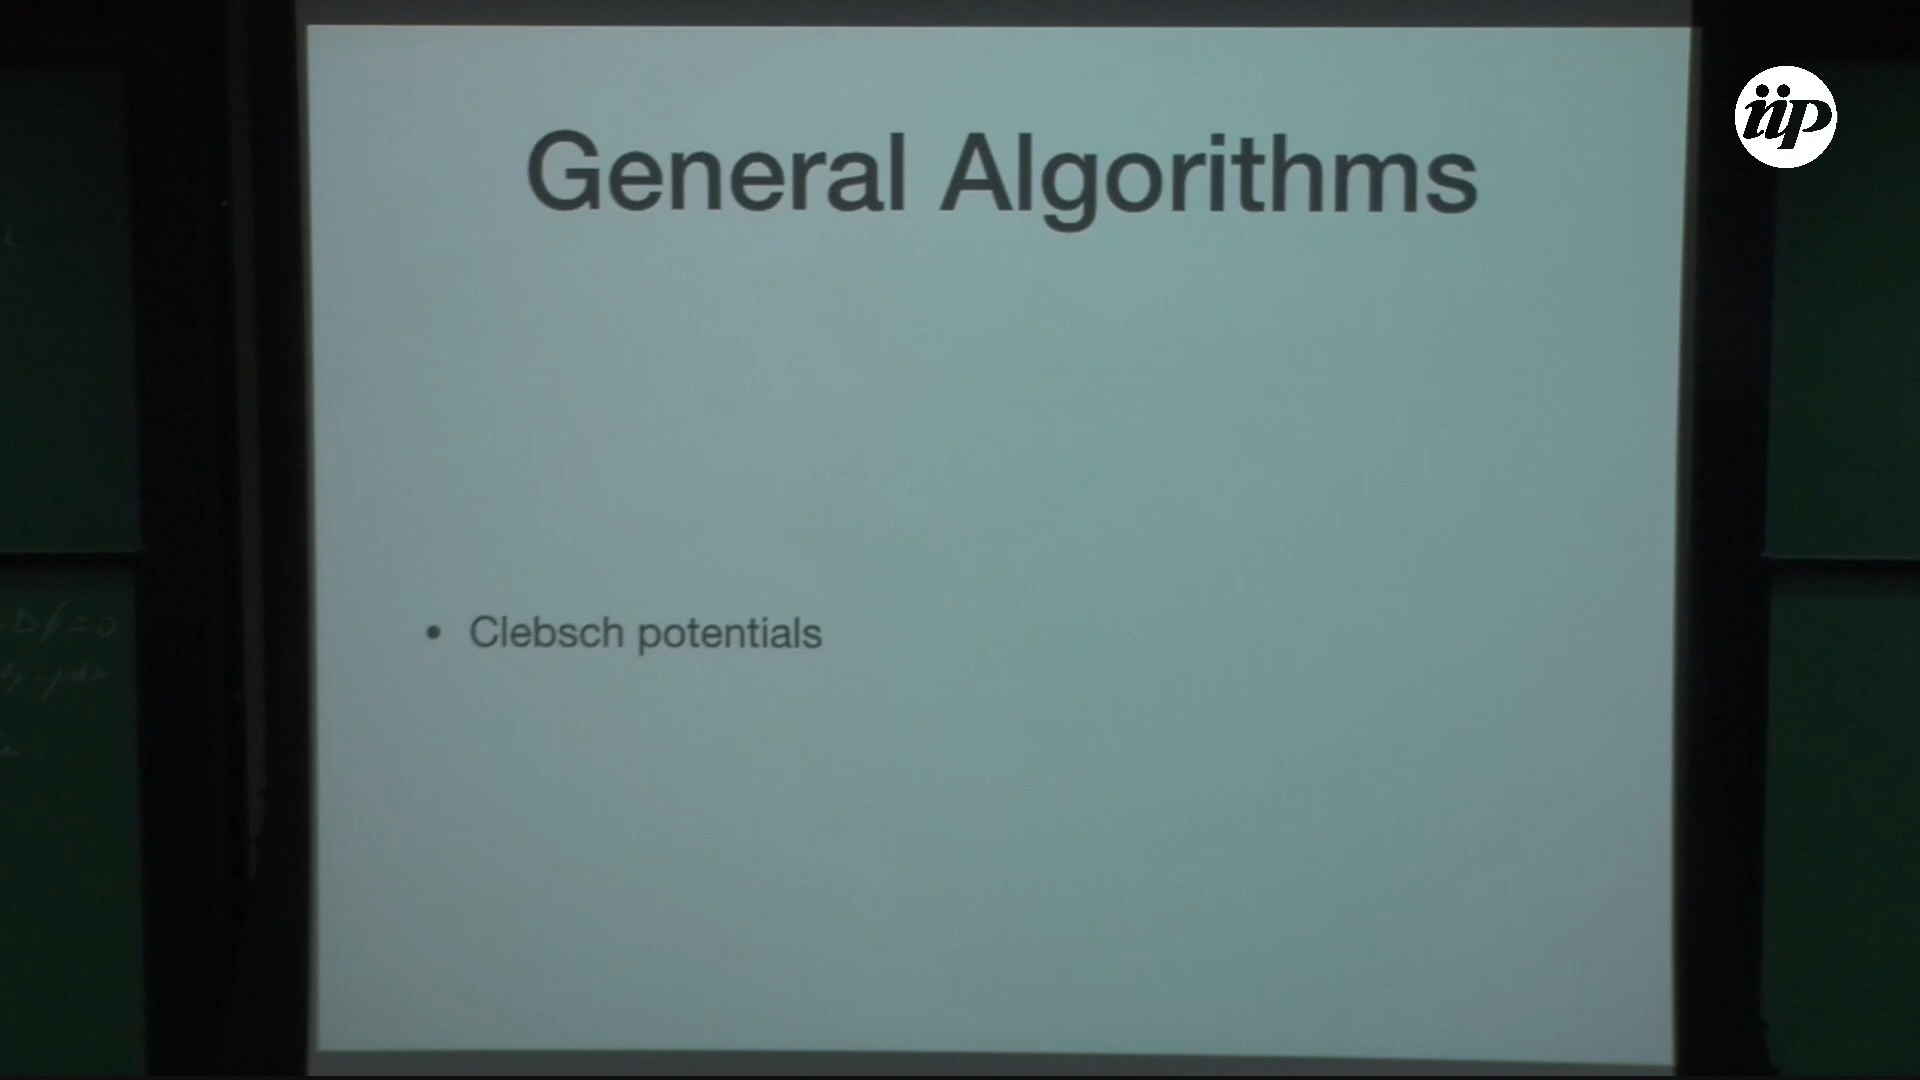 iip
General Algorithms
• Clebsch potentials